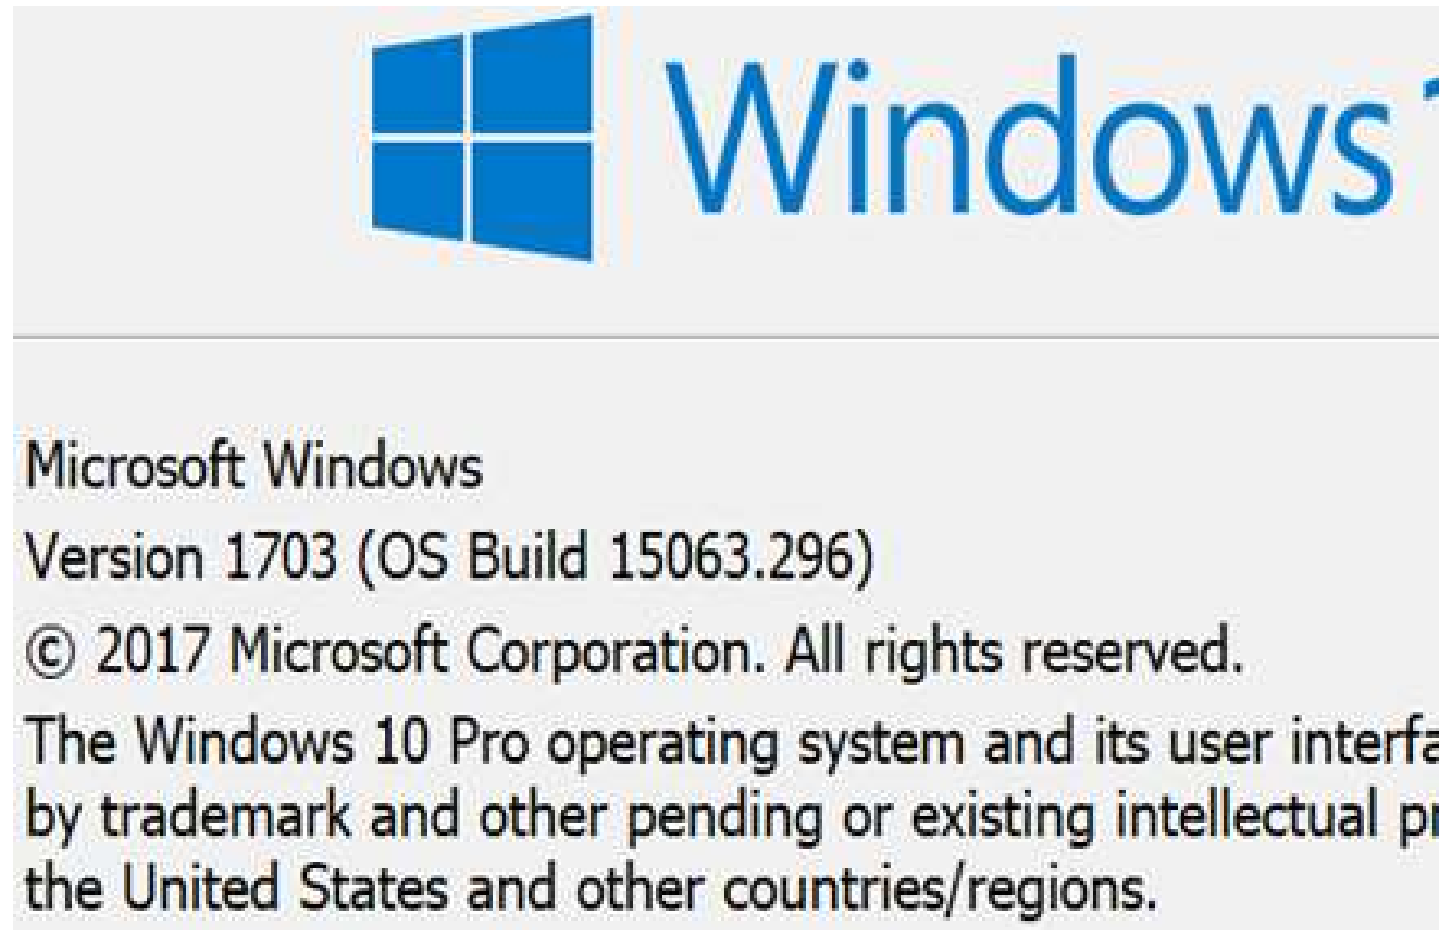 Windows
Microsoft Windows
Version 1703 (OS Build 15063.296)
© 2017 Microsoft Corporation. All rights reserved.
The Windows 10 Pro operating system and its user
by trademark and other pending or existing intellectual
the United States and other countries/regions.